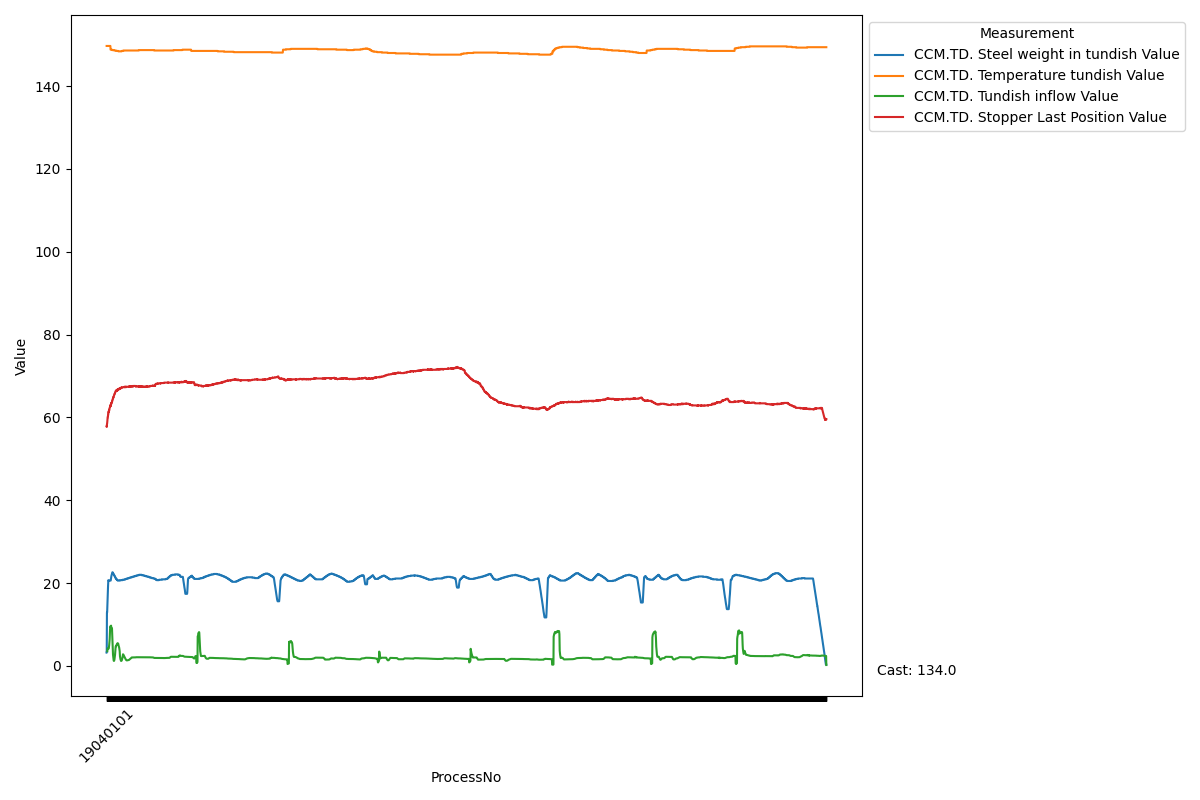 Measurement
CCM.TD. Steel weight in tundish Value
CCM.TD. Temperature tundish Value
CCM.TD. Tundish inflow Value
CCM.TD. Stopper Last Position Value
140
120
100
80
60
40
20
0
Value
Cast: 134.0
19040101
ProcessNo